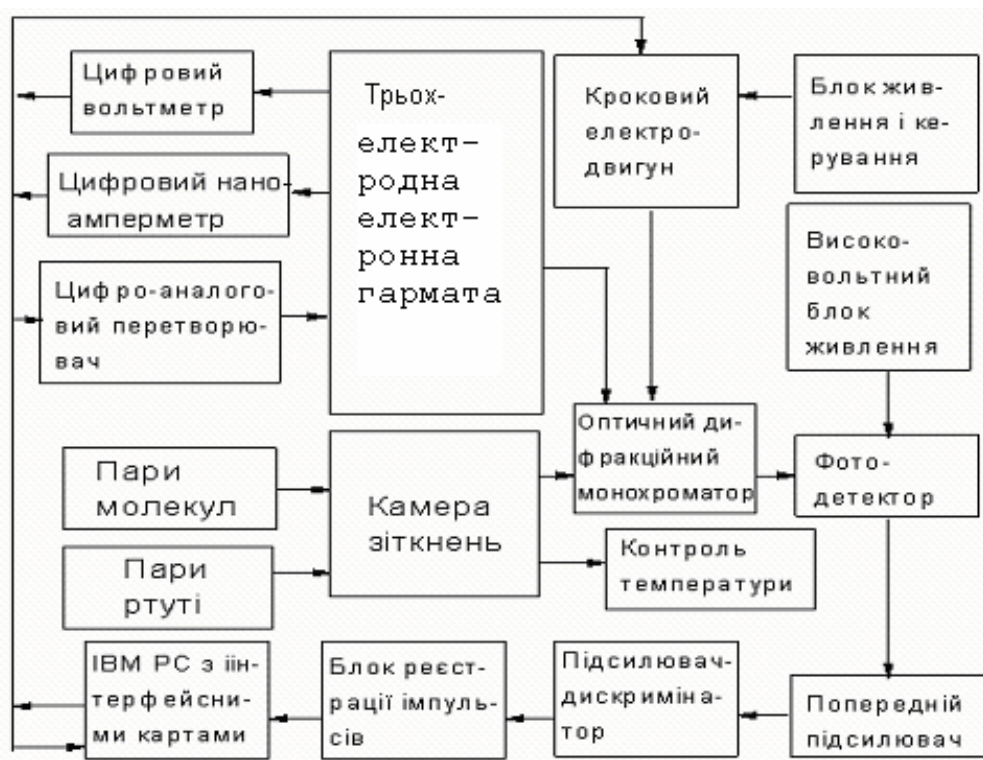 Цифровий
вольтметр
Трьох-
елект-
родна
елект-
ронна
гармата
Кроковий
електро-
двигун
Блок жив-
лення і ке-
рування
Цифровий нано-
амперметр
Високо-
вольтний
блок
живлення
Цифро-аналого-
вий перетворю-
вач
Оптичний ди-
фракційний
монохроматор
Фото-
детектор
Пари
молекул
Камера
зіткнень
Контроль
температури
Пари
ртуті
IBM PC з іін-
терфейсни-
ми картами
Блок реєст-
рації імпуль-
сів
Підсилювач-
дискриміна-
тор
Попередній
підсилювач